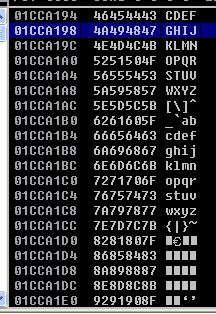 01CCA194 46454443 CDEF
01CCA198 4A494847 GHIJ
01CCA19C 4E4D4C4B KLMN
01CCA1A0 5251504F OPQR
01CCA1A4 56555453 STUV
01CCA1A8 5A595857 WXYZ
01CCA1AC 5E5D5C5B [\]^
01CCA1B0 6261605F _`ab
01CCA1B4 66656463 cdef
01CCA1B8 6A696867 ghij
01CCA1BC 6E6D6C6B klmn
01CCA1C0 7271706F opqr
01CCA1C4 76757473 stuv
01CCA1C8 7A797877 wxyz
01CCA1CC 7E7D7C7B {|}~
01CCA1D0 8281807F ■€■■
01CCA1D4 86858483 ■■■■
01CCA1D8 8A898887 ■■■■
01CCA1DC 8E8D8C8B ■■■■
01CCA1E0 9291908F ■■‘’